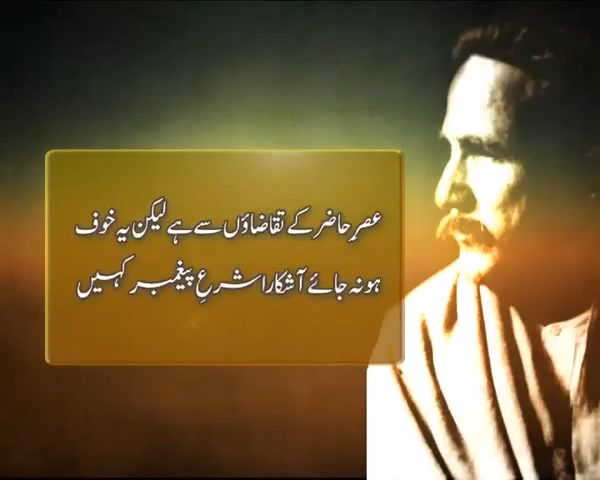 عصرِ حاضر کے تقاضاؤں سے ہے لیکن یہ خوف
ہو نہ جائے آشکارا شرعِ پیغمبر کہیں